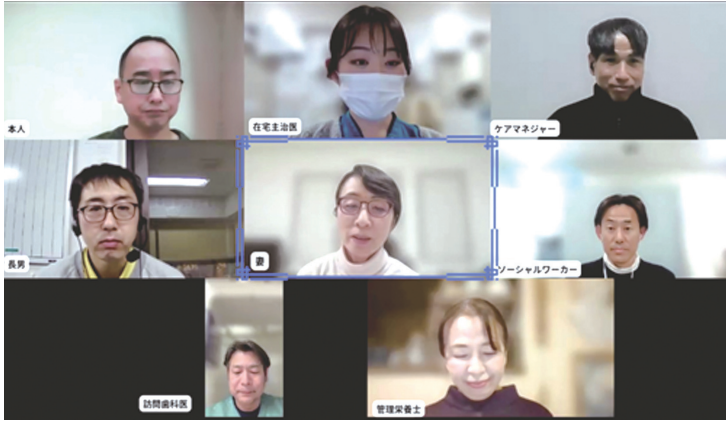 本人
在宅主治医
ケアマネジャー
長男
妻
ソーシャルワーカー
訪問歯科医
管理栄養士